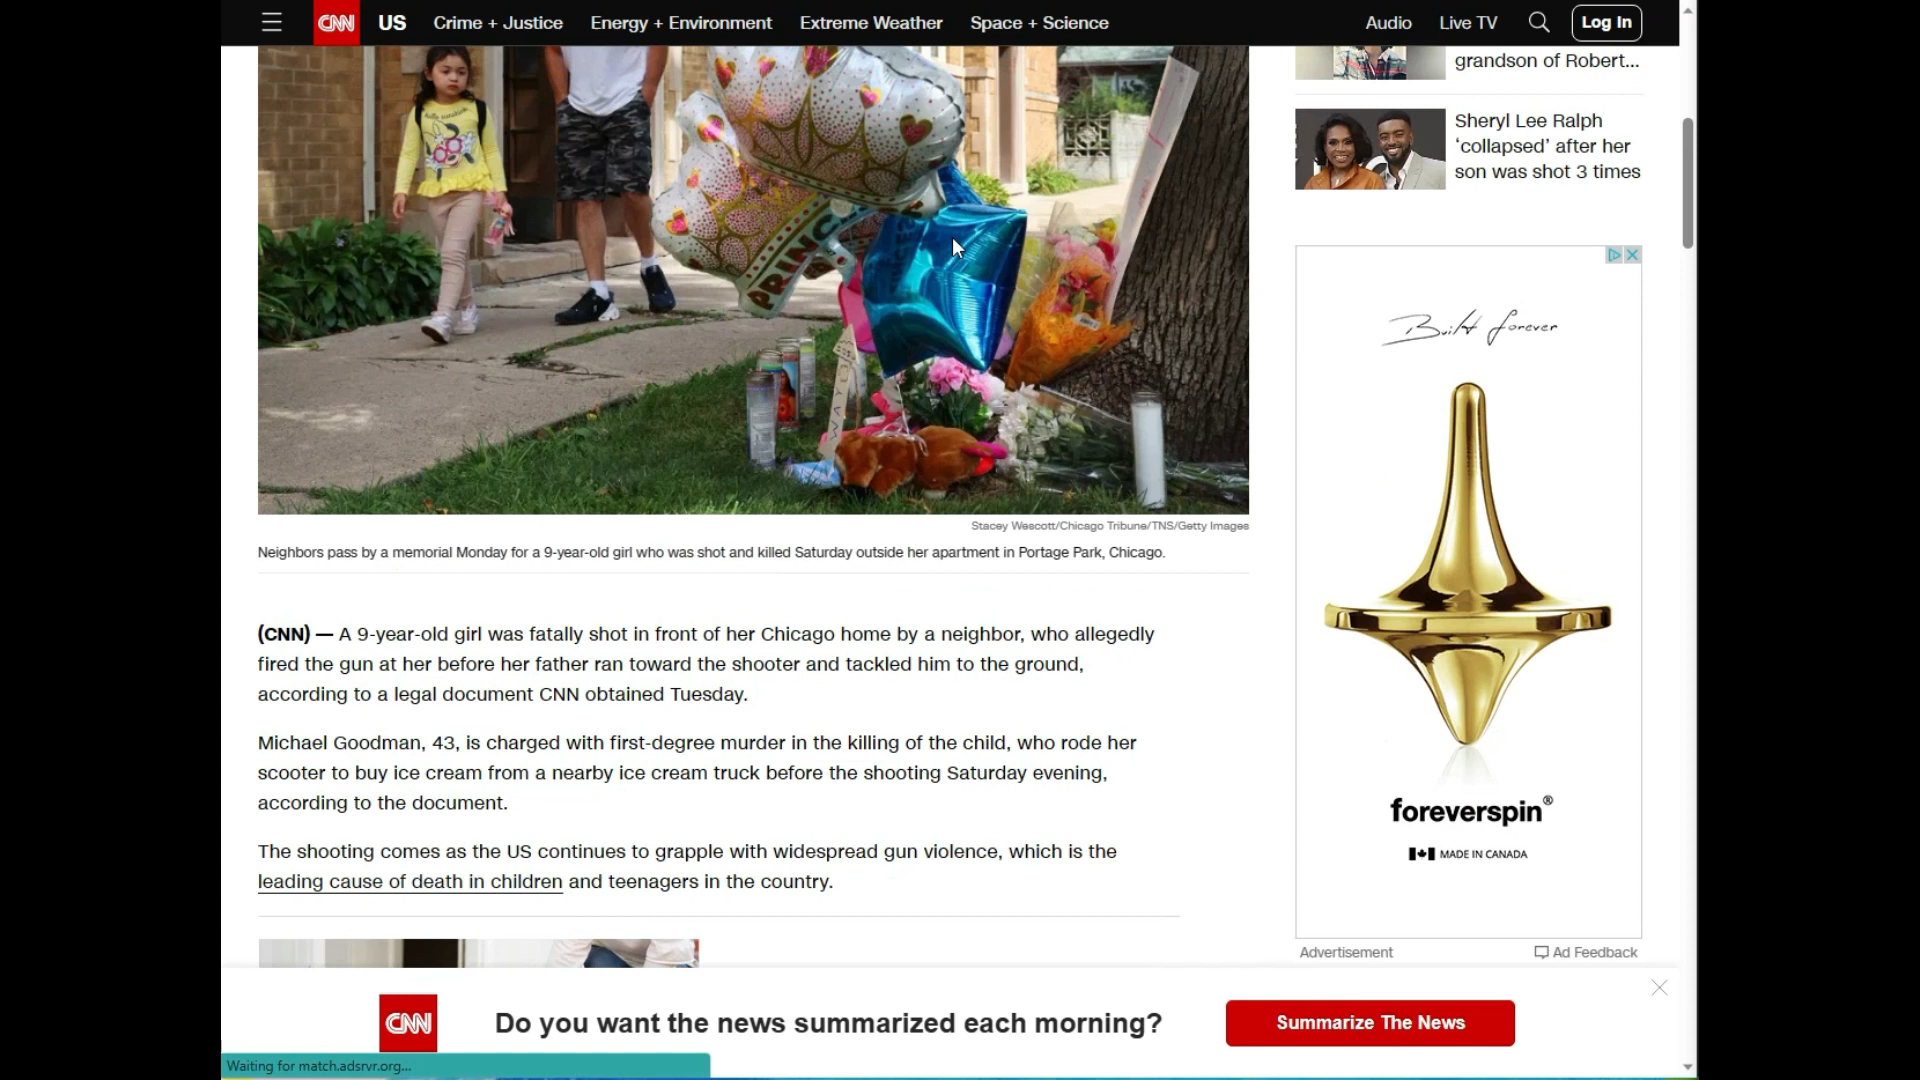 CNN US Crime + Justice Energy + Environment Extreme Weather Space + Science Audio Live TV Log In
grandson of Robert...
Sheryl Lee Ralph
‘collapsed’ after her
son was shot 3 times
PRINC
Built forever
foreverspin®
MADE IN CANADA
Advertisement Ad Feedback
Stacey Wescott/Chicago Tribune/TNS/Getty Images
Neighbors pass by a memorial Monday for a 9-year-old girl who was shot and killed Saturday outside her apartment in Portage Park, Chicago.
(CNN) — A 9-year-old girl was fatally shot in front of her Chicago home by a neighbor, who allegedly
fired the gun at her before her father ran toward the shooter and tackled him to the ground,
according to a legal document CNN obtained Tuesday.
Michael Goodman, 43, is charged with first-degree murder in the killing of the child, who rode her
scooter to buy ice cream from a nearby ice cream truck before the shooting Saturday evening,
according to the document.
The shooting comes as the US continues to grapple with widespread gun violence, which is the
leading cause of death in children and teenagers in the country.
CNN Do you want the news summarized each morning? Summarize The News
Waiting for match.adsrvr.org...